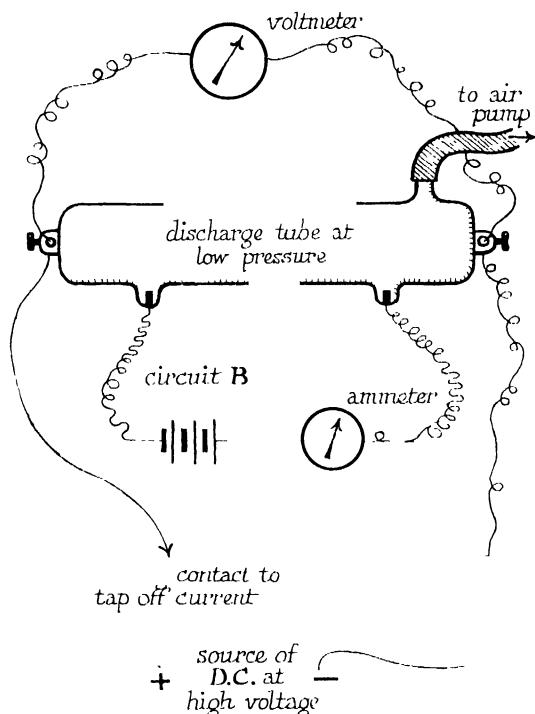 voltmeter
to air
pump
discharge tube at
low pressure
circuit B
ammeter
contact to
tap off current
source of
+ D.C. at −
high voltage